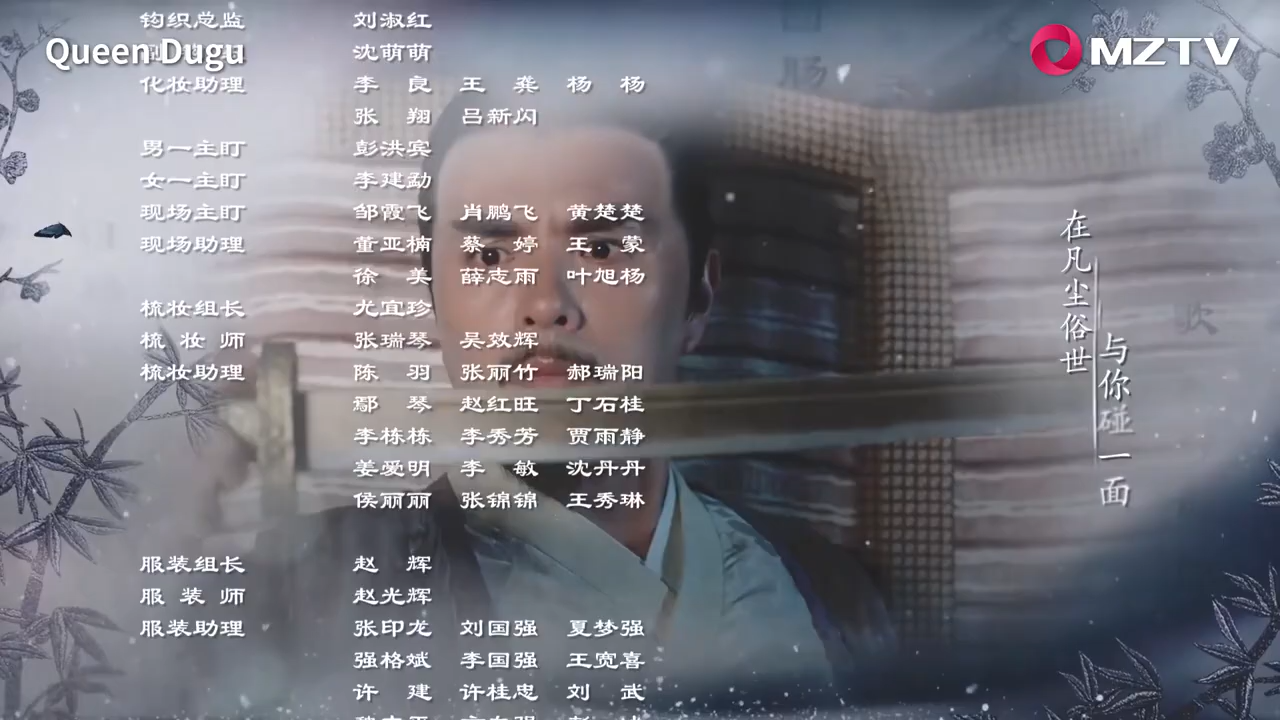 钩织总监 刘淑红
Queen Dugu
沈萌萌
MZTV
化妆助理 李 良 王 龚 杨 杨
张 翔 吕新闪
男一主盯 彭洪宾
女一主盯 李建勐
现场主盯 邹霞飞 肖鹏飞 黄楚楚
现场助理 董亚楠 蔡 婷 王 蒙
徐 美 薛志雨 叶旭杨
梳妆组长 尤宜珍
梳 妆 师 张瑞琴 吴效辉
梳妆助理 陈 羽 张丽竹 郝瑞阳
鄢 琴 赵红旺 丁石桂
李栋栋 李秀芳 贾雨静
姜爱明 李 敏 沈丹丹
侯丽丽 张锦锦 王秀琳
服装组长 赵 辉
服 装 师 赵光辉
服装助理 张印龙 刘国强 夏梦强
强格斌 李国强 王宽喜
许 建 许桂忠 刘 武
在凡尘俗世
与你碰一面